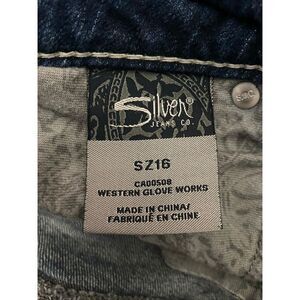 Silver®
JEANS CO.
SZ16
CA00508
WESTERN GLOVE WORKS
MADE IN CHINA/
FABRIQUÉ EN CHINE